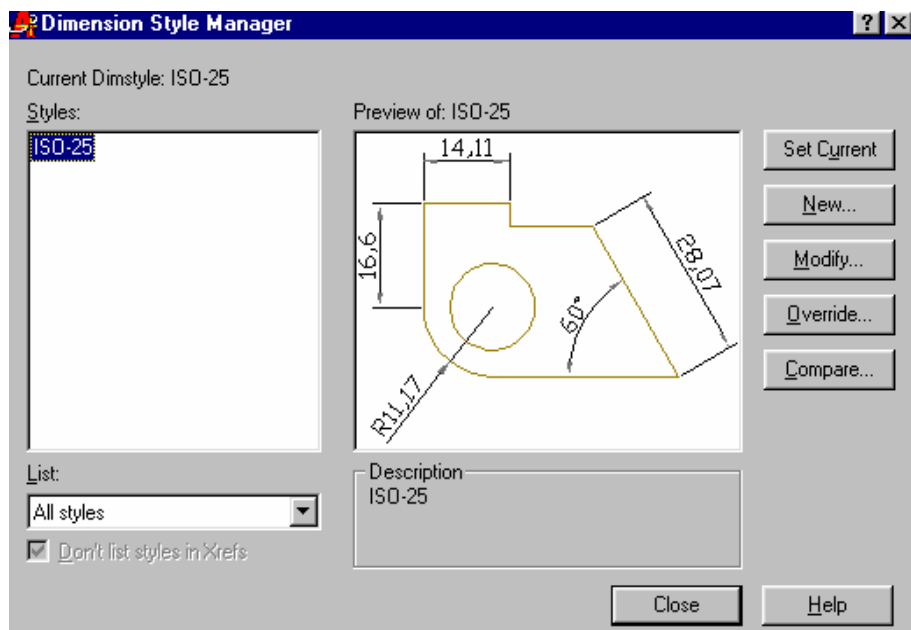 Dimension Style Manager
Current Dimstyle: ISO-25
Styles:
Preview of: ISO-25
ISO-25
14,11
16,6
28,07
60°
R11,17
Set Current
New...
Modify...
Override...
Compare...
List:
All styles
Don't list styles in Xrefs
Description
ISO-25
Close
Help